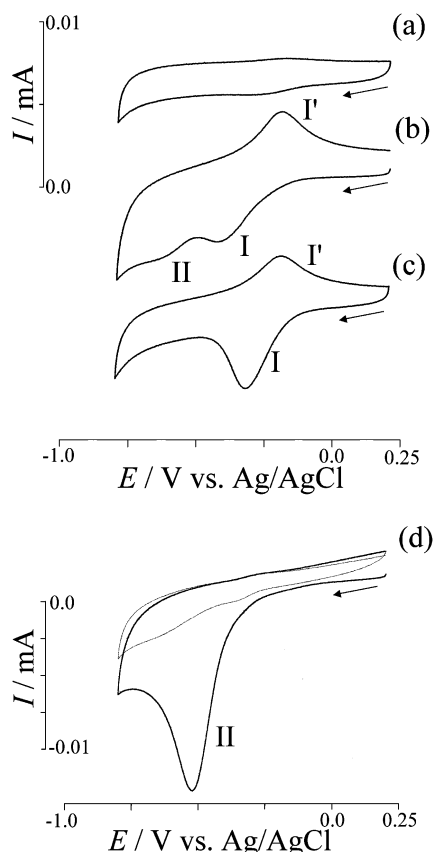 0.01
(a)
I / mA
I'
(b)
0.0
I
II
I'
(c)
I
-1.0
0.0
0.25
E / V vs. Ag/AgCl
(d)
0.0
I / mA
II
-0.01
-1.0
0.0
0.25
E / V vs. Ag/AgCl